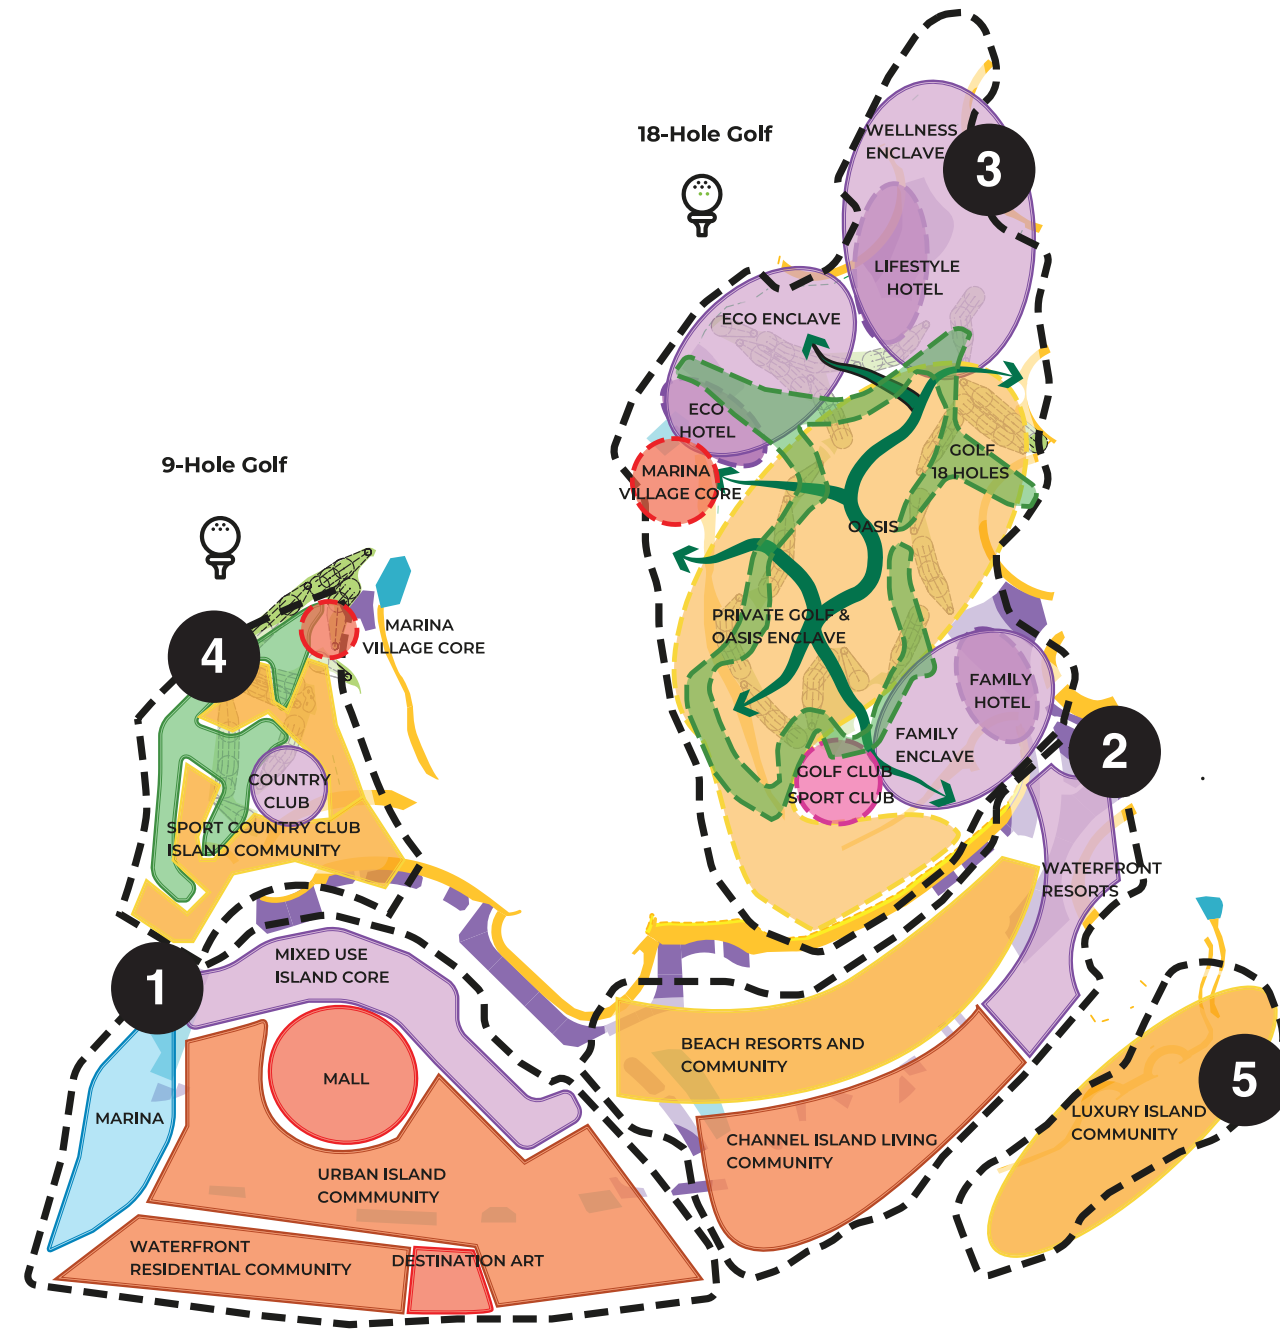 18-Hole Golf
WELLNESS
ENCLAVE
3
LIFESTYLE
HOTEL
ECO ENCLAVE
ECO
HOTEL
MARINA
VILLAGE CORE
GOLF
18 HOLES
OASIS
PRIVATE GOLF &
OASIS ENCLAVE
FAMILY
HOTEL
FAMILY
ENCLAVE
GOLF CLUB
SPORT CLUB
9-Hole Golf
4
MARINA
VILLAGE CORE
COUNTRY
CLUB
SPORT COUNTRY CLUB
ISLAND COMMUNITY
2
WATERFRONT
RESORTS
1
MIXED USE
ISLAND CORE
MALL
MARINA
URBAN ISLAND
COMMMUNITY
WATERFRONT
RESIDENTIAL COMMUNITY
DESTINATION ART
BEACH RESORTS AND
COMMUNITY
CHANNEL ISLAND LIVING
COMMUNITY
5
LUXURY ISLAND
COMMUNITY